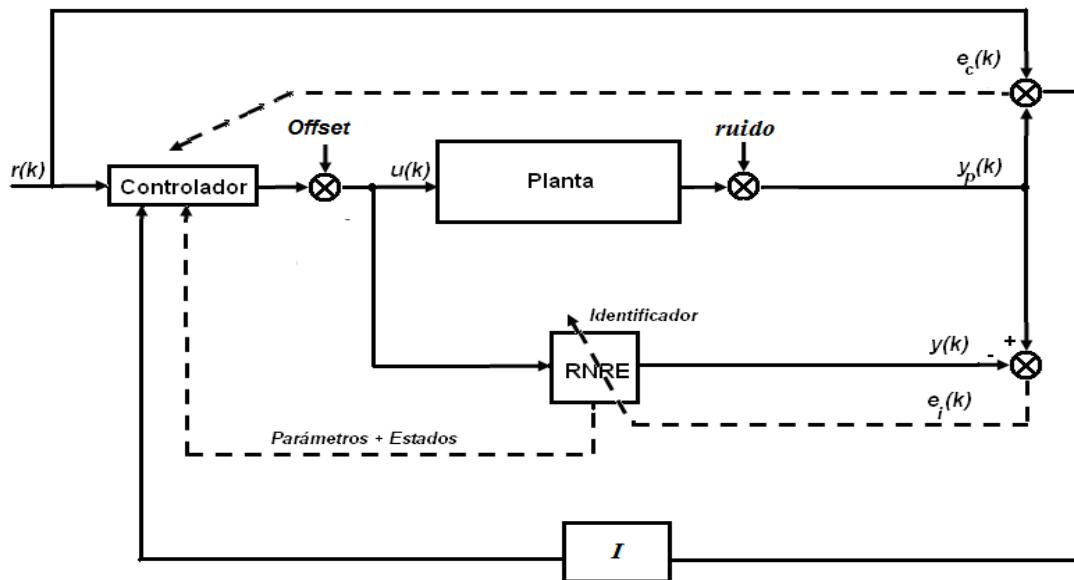 e_c(k)
Offset
ruido
r(k)
Controlador
u(k)
Planta
y_p(k)
Identificador
RNRE
y(k)
+
-
e_i(k)
Parámetros + Estados
I